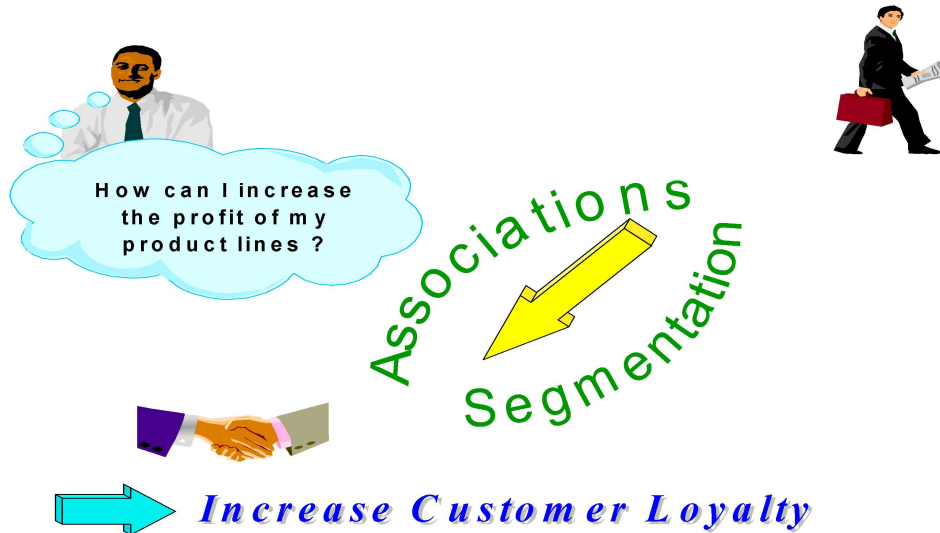 How can I increase
the profit of my
product lines ?
Associations
Segmentation
Increase Customer Loyalty